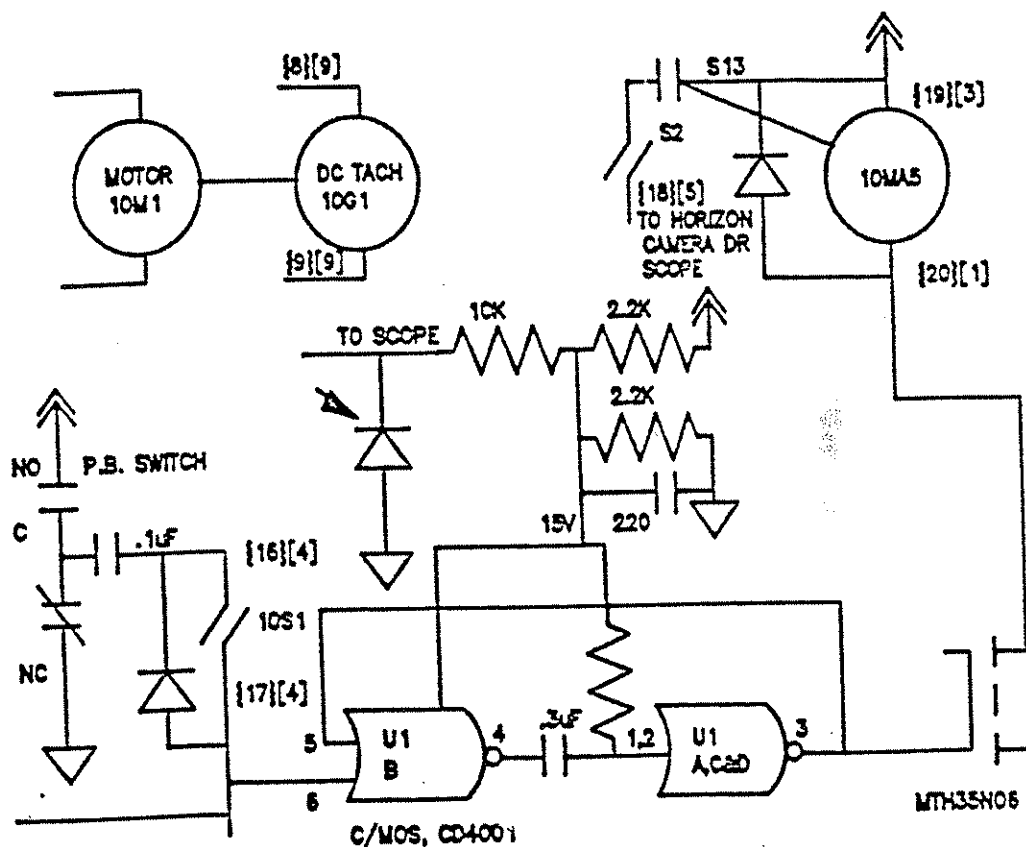 {8}[9]
S13
{19}[3]
MOTOR
10M1
DC TACH
10G1
S2
10MA5
{18}[5]
TO HORIZON
CAMERA DR
SCOPE
{9}[9]
{20}[1]
TO SCOPE
10K
2.2K
2.2K
NO
P.B. SWITCH
C
.1uF
15V
220
{16}[4]
10S1
NC
{17}[4]
5
U1
B
4
.3uF
1,2
U1
A,C&D
3
6
MTH35N06
C/MOS, CD4001